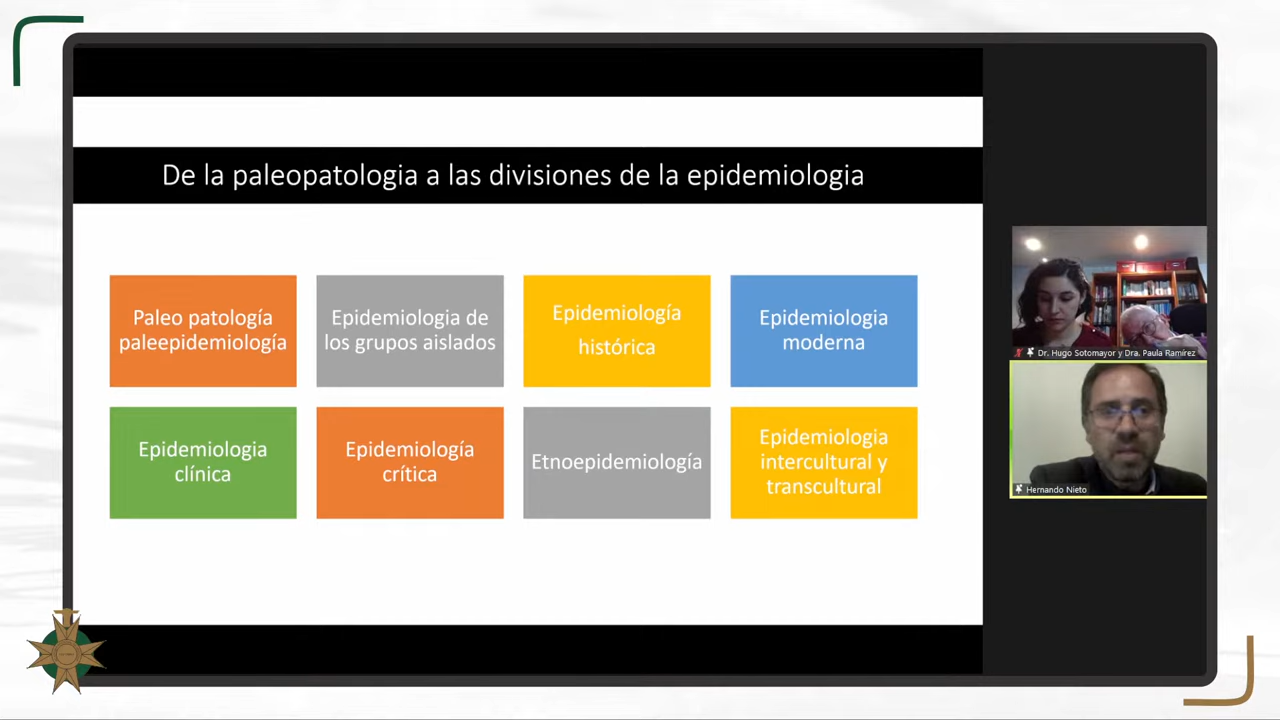 De la paleopatologia a las divisiones de la epidemiologia
Paleo patología
paleepidemiología
Epidemiologia de
los grupos aislados
Epidemiología
histórica
Epidemiologia
moderna
Epidemiologia
clínica
Epidemiología
crítica
Etnoepidemiología
Epidemiologia
intercultural y
transcultural
Dr. Hugo Sotomayor y Dra. Paula Ramírez
Hernando Nieto